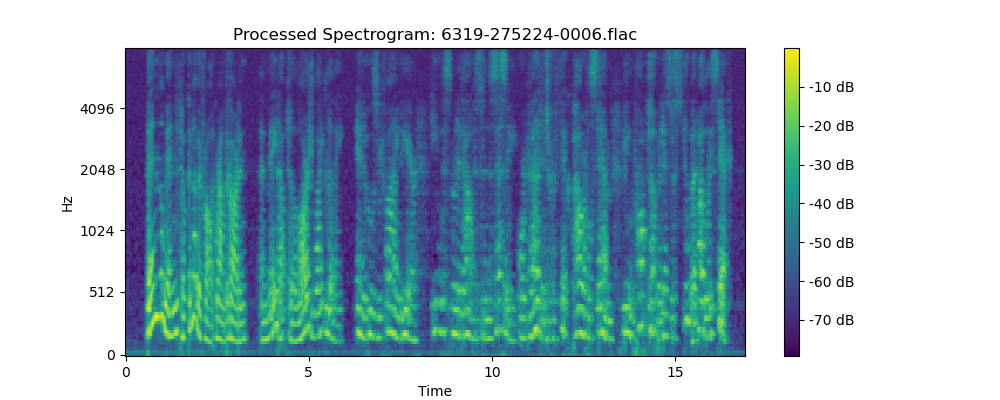 Processed Spectrogram: 6319-275224-0006.flac
Hz
4096
2048
1024
512
0
0 5 10 15
Time
-10 dB
-20 dB
-30 dB
-40 dB
-50 dB
-60 dB
-70 dB